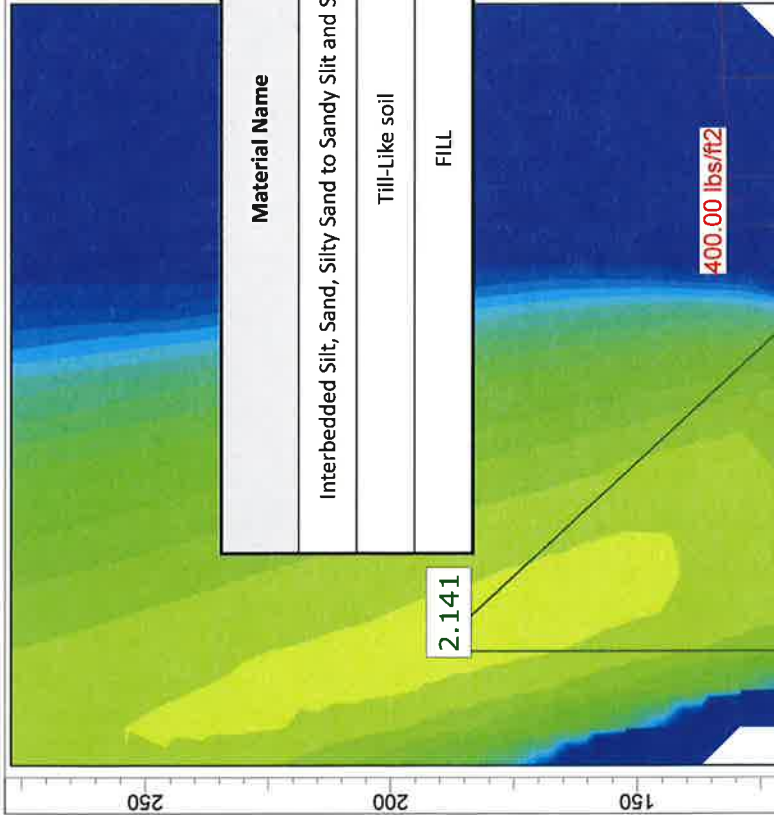 Material Name
Interbedded Silt, Sand, Silty Sand to Sandy Slit and S
Till-Like soil
FILL
400.00 lbs/ft2
2.141
250
200
150